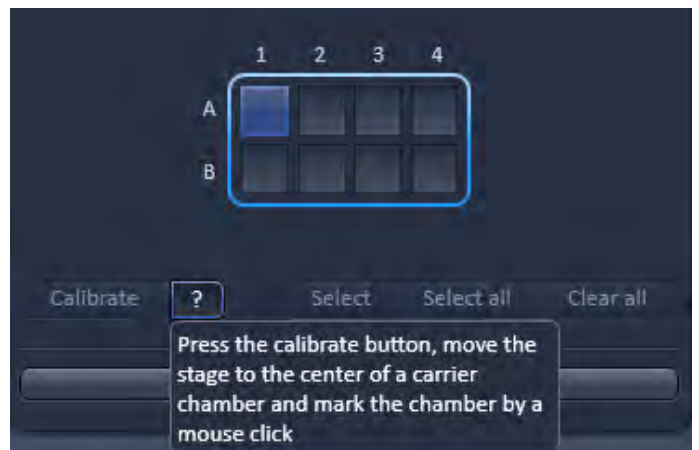 1 2 3 4
A
B
Calibrate ? Select Select all Clear all
Press the calibrate button, move the
stage to the center of a carrier
chamber and mark the chamber by a
mouse click